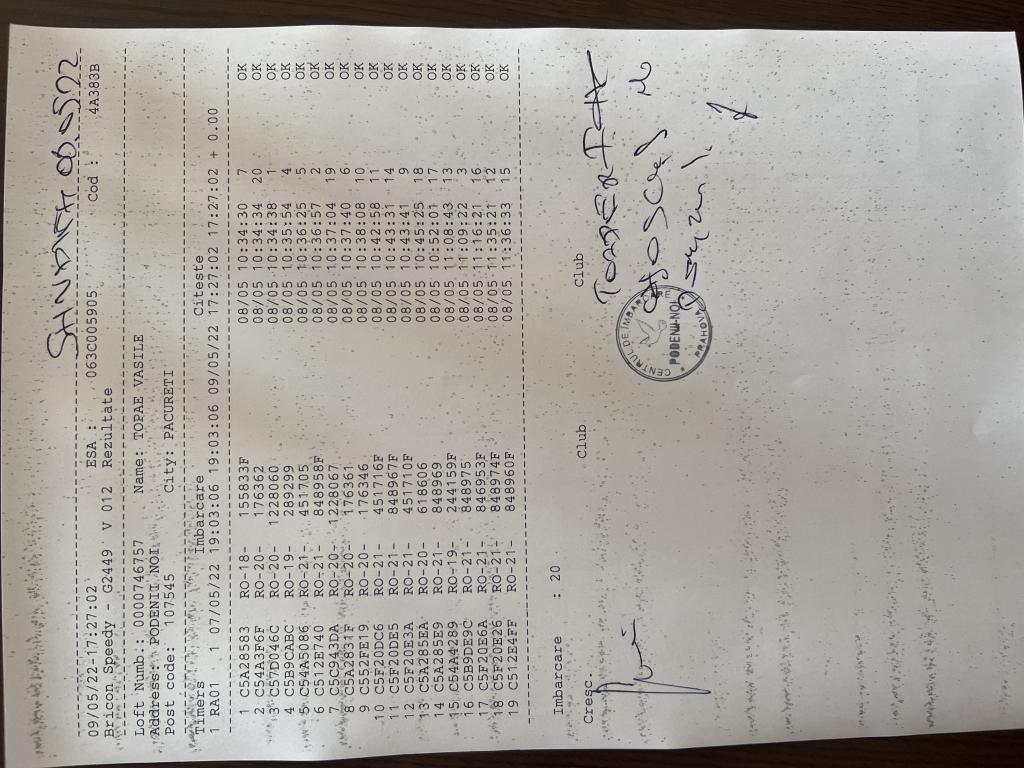 09/05/22-17:27:02 ESA : 063C005905 Cod : 4A383B
Bricon Speedy - G2449 V 012 Rezultate
Loft Numb.: 0000746757 Name: TOPAE VASILE
Address: PODENII NOI
Post code: 107545 City: PACURETI
Timers Imbarcare Citeste
1 RA01 1 07/05/22 19:03:06 19:03:06 09/05/22 17:27:02 17:27:02 + 0.00
1 C5A28583 RO-18- 155833F 08/05 10:34:30 7 OK
2 C54A3F6F RO-20- 176362 08/05 10:34:34 20 OK
3 C57D046C RO-20- 1228060 08/05 10:34:38 1 OK
4 C5B9CABC RO-19- 289299 08/05 10:35:54 4 OK
5 C54A5086 RO-21- 451705 08/05 10:36:25 5 OK
6 C512F740 RO-21- 848958F 08/05 10:36:57 2 OK
7 C5C943DA RO-20- 1228067 08/05 10:37:04 19 OK
8 C5A2831F RO-20- 176361 08/05 10:37:40 6 OK
9 C552FE19 RO-20- 176346 08/05 10:38:08 10 OK
10 C5F20DC6 RO-21- 451716F 08/05 10:42:58 11 OK
11 C5F20DE5 RO-21- 848967F 08/05 10:43:31 14 OK
12 C5F20E3A RO-21- 451710F 08/05 10:43:41 9 OK
13 C5A285EA RO-20- 618606 08/05 10:45:25 18 OK
14 C5A285E9 RO-21- 848969 08/05 10:52:01 17 OK
15 C54A4289 RO-19- 244159F 08/05 11:08:43 13 OK
16 C5B9DE9C RO-21- 848975 08/05 11:09:22 3 OK
17 C5F20E6A RO-21- 846953F 08/05 11:16:21 16 OK
18 C5F20E26 RO-21- 848974F 08/05 11:35:21 12 OK
19 C512E4FF RO-21- 848960F 08/05 11:36:33 15 OK
Imbarcare : 20
Cresc. Club Club
CENTRUL DE IMBARCARE
PODENII-NOI
PRAHOVA